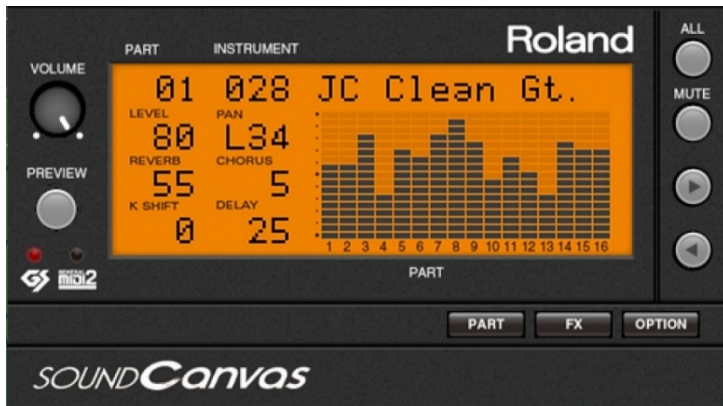 Roland
ALL
PART INSTRUMENT
VOLUME
01 028 JC Clean Gt.
MUTE
LEVEL PAN
80 L34
REVERB CHORUS
55 5
PREVIEW
K SHIFT DELAY
0 25
1 2 3 4 5 6 7 8 9 10 11 12 13 14 15 16
PART
GS GENERAL MIDI2
PART FX OPTION
SOUND Canvas